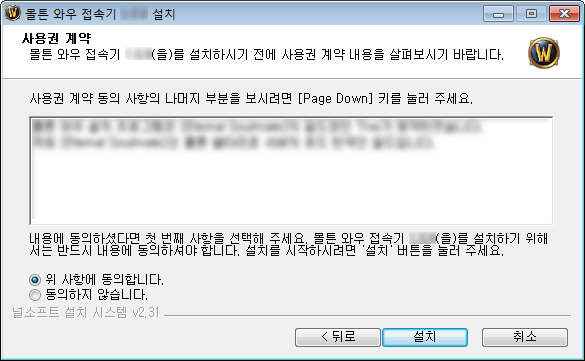 몰튼 와우 접속기 설치
사용권 계약
몰튼 와우 접속기 (을)를 설치하시기 전에 사용권 계약 내용을 살펴보시기 바랍니다.
사용권 계약 동의 사항의 나머지 부분을 보시려면 [Page Down] 키를 눌러 주세요.
내용에 동의하셨다면 첫 번째 사항을 선택해 주세요. 몰튼 와우 접속기 (을)를 설치하기 위해
서는 반드시 내용에 동의하셔야 합니다. 설치를 시작하시려면 '설치' 버튼을 눌러 주세요.
위 사항에 동의합니다.
동의하지 않습니다.
널소프트 설치 시스템 v2.31
< 뒤로
설치
취소